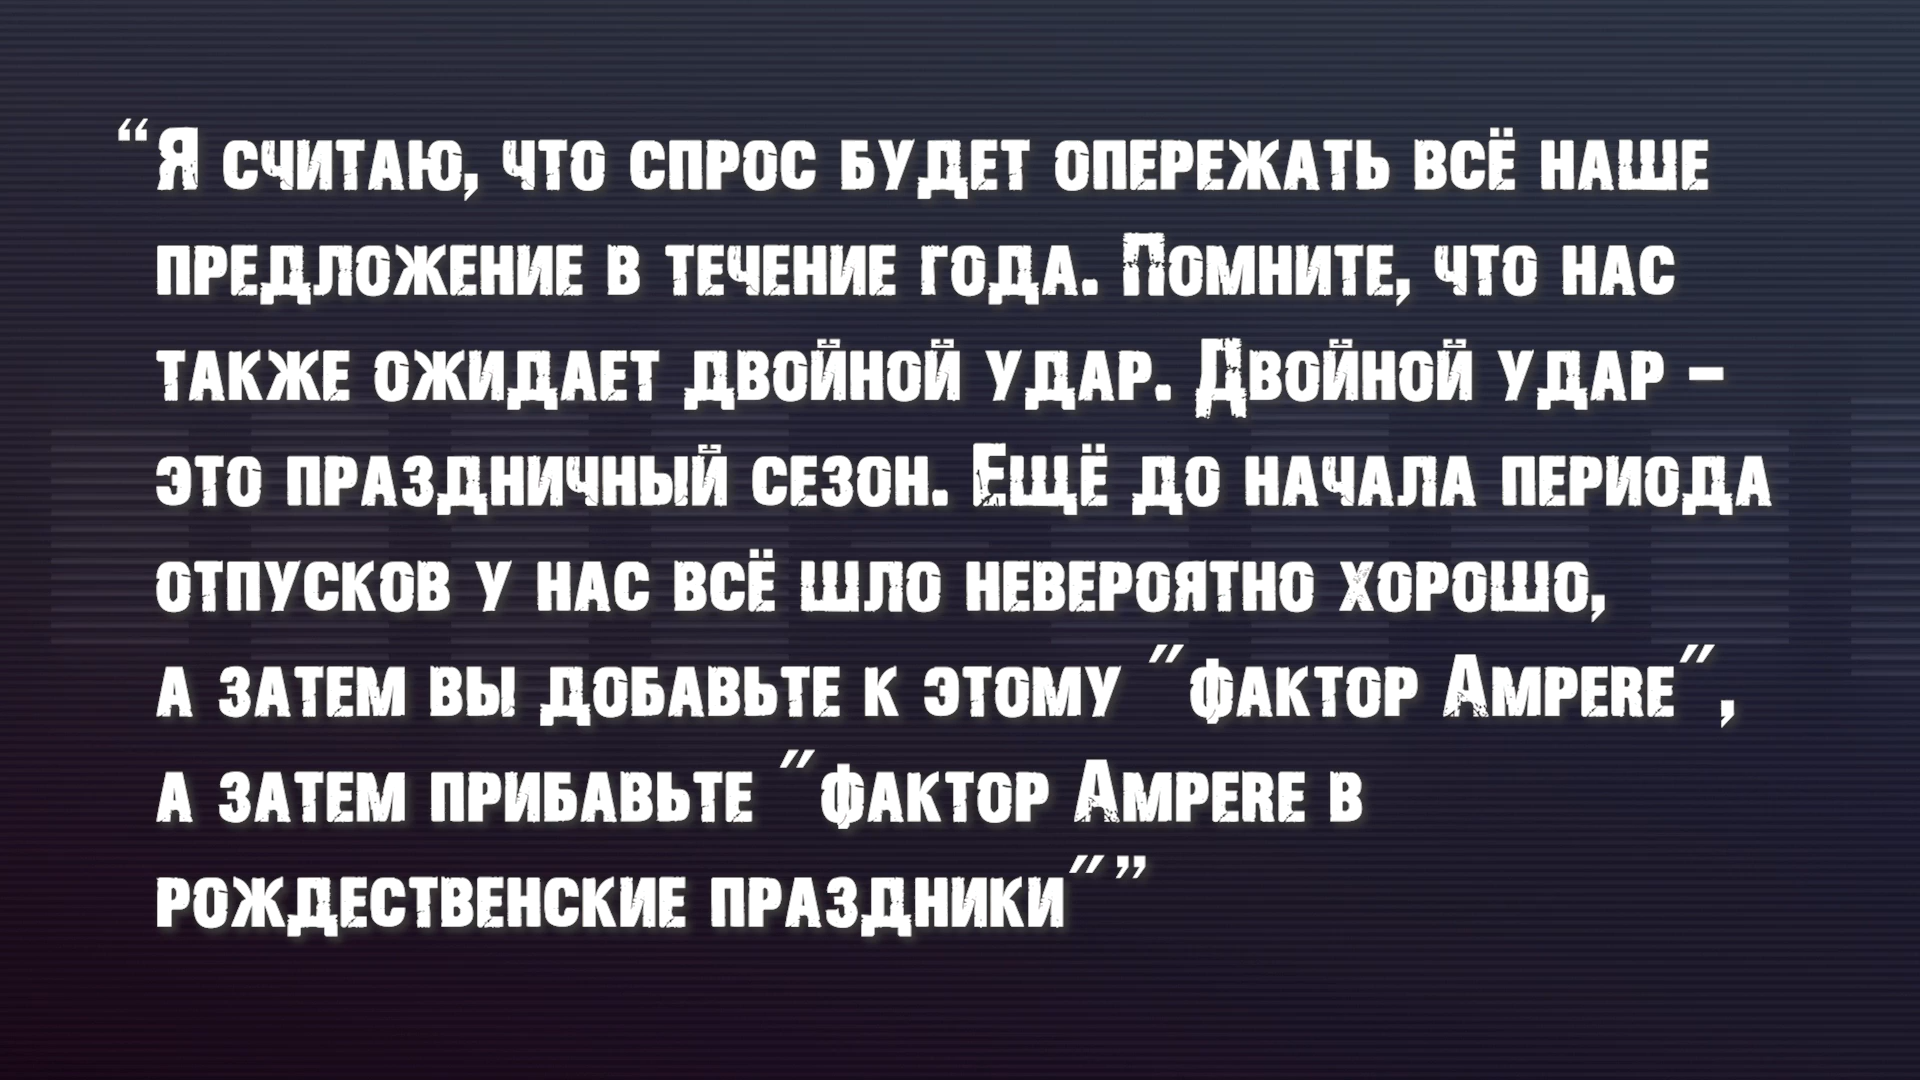 “Я считаю, что спрос будет опережать всё наше
предложение в течение года. Помните, что нас
также ожидает двойной удар. Двойной удар –
это праздничный сезон. Ещё до начала периода
отпусков у нас всё шло невероятно хорошо,
а затем вы добавьте к этому "фактор Ampere",
а затем прибавьте "фактор Ampere в
рождественские праздники"”